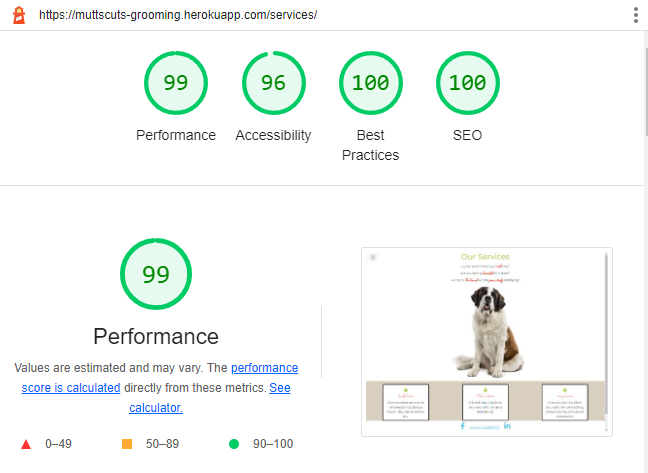 https://muttscuts-grooming.herokuapp.com/services/
99
96
100
100
Performance
Accessibility
Best
Practices
SEO
99
Performance
Values are estimated and may vary. The performance
score is calculated directly from these metrics. See
calculator.
0–49
50–89
90–100
Our Services